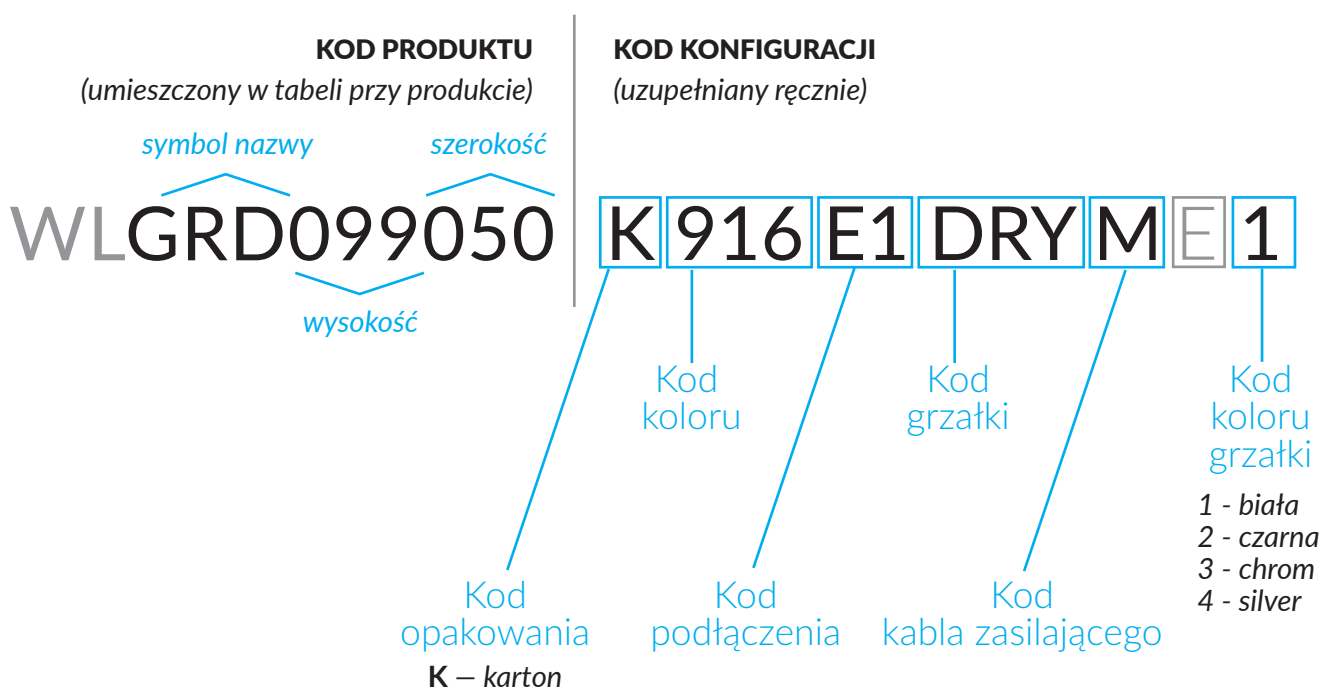 KOD PRODUKTU
(umieszczony w tabeli przy produkcie)
KOD KONFIGURACJI
(uzupełniany ręcznie)
symbol nazwy
szerokość
WLGRD099050
K 916 E1 DRY M E 1
wysokość
Kod
koloru
Kod
grzałki
Kod
koloru
grzałki
1 - biała
2 - czarna
3 - chrom
4 - silver
Kod
opakowania
K – karton
Kod
podłączenia
Kod
kabla zasilającego